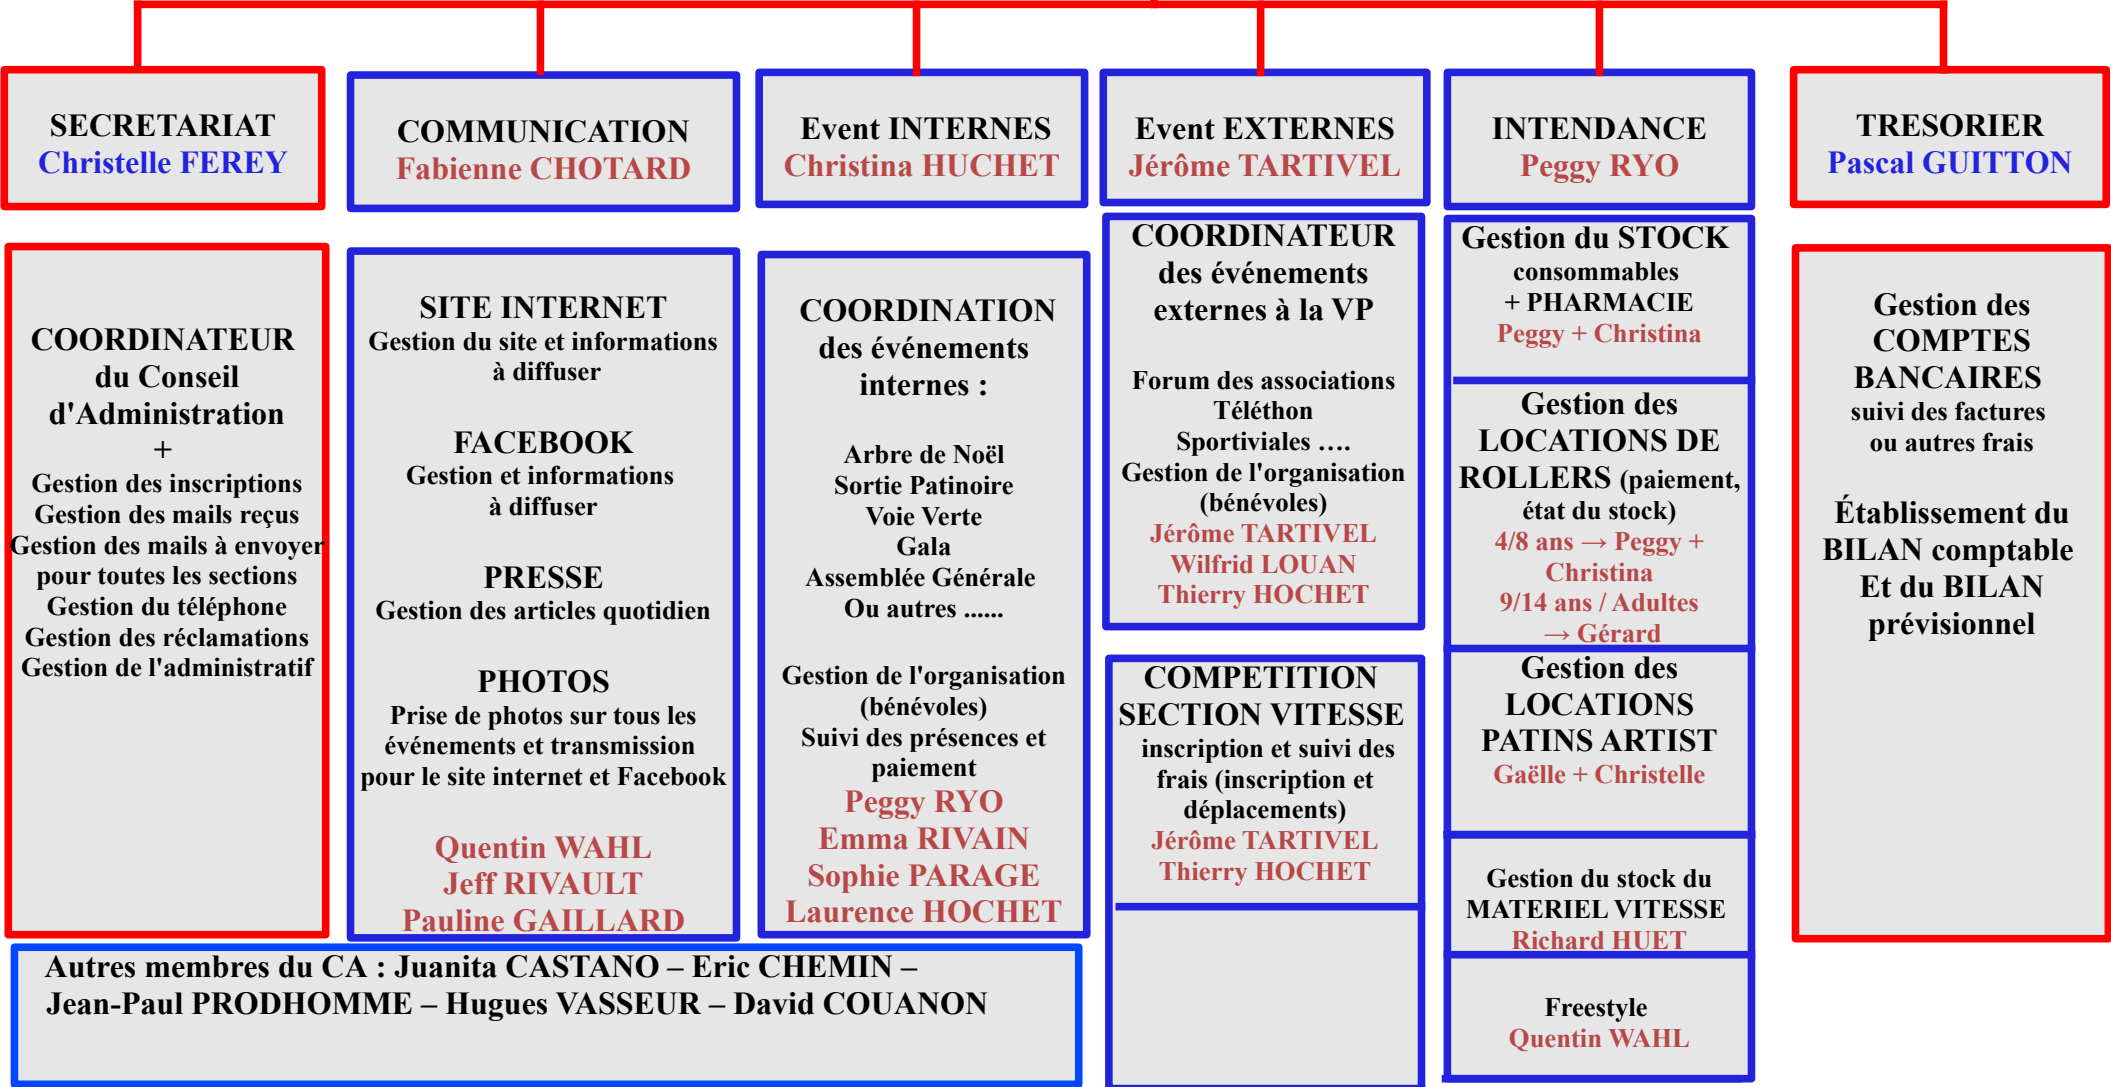 SECRETARIAT
Christelle FEREY
COMMUNICATION
Fabienne CHOTARD
Event INTERNES
Christina HUCHET
Event EXTERNES
Jérôme TARTIVEL
INTENDANCE
Peggy RYO
TRESORIER
Pascal GUITTON
COORDINATEUR
du Conseil
d'Administration
+
Gestion des inscriptions
Gestion des mails reçus
Gestion des mails à envoyer
pour toutes les sections
Gestion du téléphone
Gestion des réclamations
Gestion de l'administratif
SITE INTERNET
Gestion du site et informations
à diffuser
FACEBOOK
Gestion et informations
à diffuser
PRESSE
Gestion des articles quotidien
PHOTOS
Prise de photos sur tous les
événements et transmission
pour le site internet et Facebook
Quentin WAHL
Jeff RIVAULT
Pauline GAILLARD
COORDINATION
des événements
internes :
Arbre de Noël
Sortie Patinoire
Voie Verte
Gala
Assemblée Générale
Ou autres ......
Gestion de l'organisation
(bénévoles)
Suivi des présences et
paiement
Peggy RYO
Emma RIVAIN
Sophie PARAGE
Laurence HOCHET
COORDINATEUR
des événements
externes à la VP
Forum des associations
Téléthon
Sportiviales ....
Gestion de l'organisation
(bénévoles)
Jérôme TARTIVEL
Wilfrid LOUAN
Thierry HOCHET
COMPETITION
SECTION VITESSE
inscription et suivi des
frais (inscription et
déplacements)
Jérôme TARTIVEL
Thierry HOCHET
Gestion du STOCK
consommables
+ PHARMACIE
Peggy + Christina
Gestion des
LOCATIONS DE
ROLLERS (paiement,
état du stock)
4/8 ans → Peggy +
Christina
9/14 ans / Adultes
→ Gérard
Gestion des
LOCATIONS
PATINS ARTIST
Gaëlle + Christelle
Gestion du stock du
MATERIEL VITESSE
Richard HUET
Freestyle
Quentin WAHL
Gestion des
COMPTES
BANCAIRES
suivi des factures
ou autres frais
Établissement du
BILAN comptable
Et du BILAN
prévisionnel
Autres membres du CA : Juanita CASTANO – Eric CHEMIN –
Jean-Paul PRODHOMME – Hugues VASSEUR – David COUANON